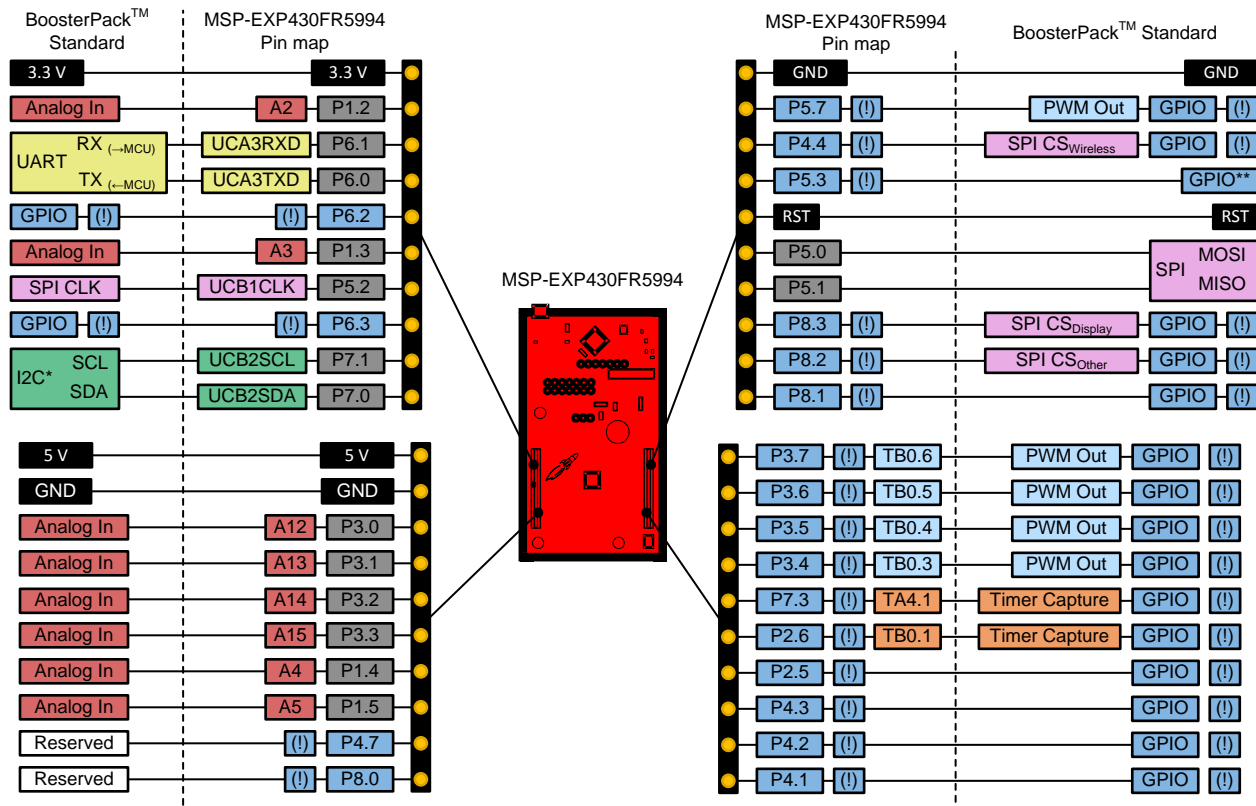 BoosterPack™ Standard
MSP-EXP430FR5994 Pin map
3.3 V 3.3 V
Analog In A2 P1.2
UART RX (→MCU) UCA3RXD P6.1
TX (←MCU) UCA3TXD P6.0
GPIO (!) (!) P6.2
Analog In A3 P1.3
SPI CLK UCB1CLK P5.2
GPIO (!) (!) P6.3
I2C* SCL UCB2SCL P7.1
SDA UCB2SDA P7.0
5 V 5 V
GND GND
Analog In A12 P3.0
Analog In A13 P3.1
Analog In A14 P3.2
Analog In A15 P3.3
Analog In A4 P1.4
Analog In A5 P1.5
Reserved (!) P4.7
Reserved (!) P8.0
MSP-EXP430FR5994
MSP-EXP430FR5994 Pin map
BoosterPack™ Standard
GND GND
P5.7 (!) PWM Out GPIO (!)
P4.4 (!) SPI CSWireless GPIO (!)
P5.3 (!) GPIO**
RST RST
P5.0 SPI MOSI
P5.1 MISO
P8.3 (!) SPI CSDisplay GPIO (!)
P8.2 (!) SPI CSOther GPIO (!)
P8.1 (!) GPIO (!)
P3.7 (!) TB0.6 PWM Out GPIO (!)
P3.6 (!) TB0.5 PWM Out GPIO (!)
P3.5 (!) TB0.4 PWM Out GPIO (!)
P3.4 (!) TB0.3 PWM Out GPIO (!)
P7.3 (!) TA4.1 Timer Capture GPIO (!)
P2.6 (!) TB0.1 Timer Capture GPIO (!)
P2.5 (!) GPIO (!)
P4.3 (!) GPIO (!)
P4.2 (!) GPIO (!)
P4.1 (!) GPIO (!)